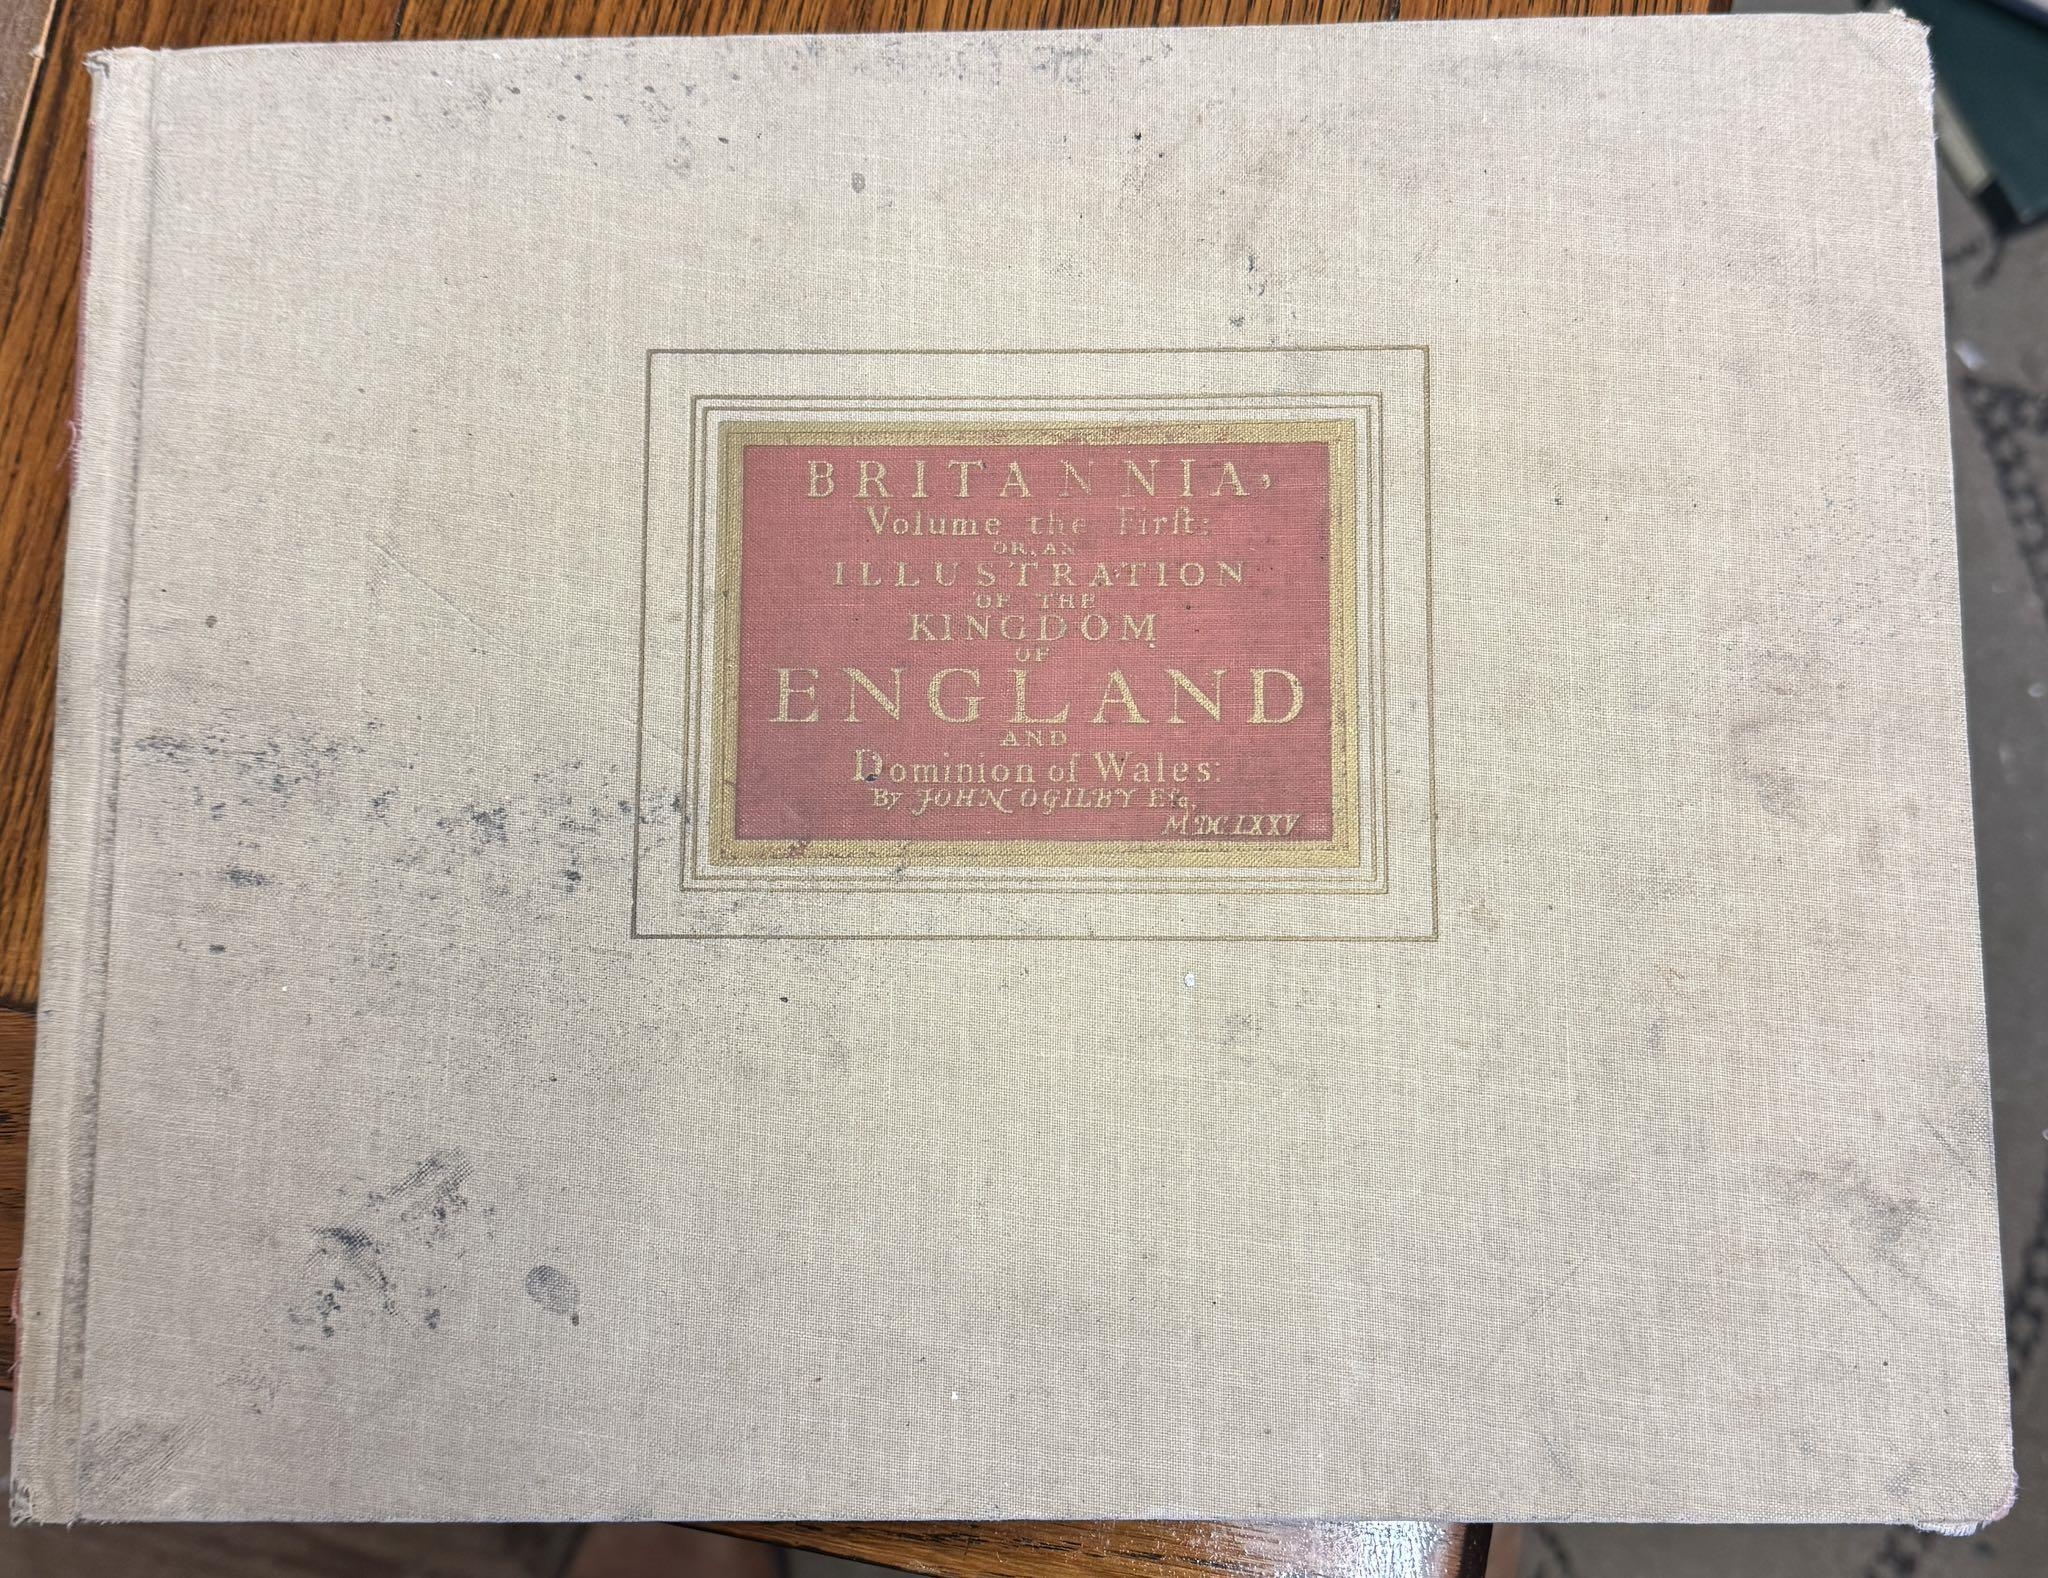 BRITANNIA,
Volume the Firſt:
OR, AN
ILLUSTRATION
OF THE
KINGDOM
OF
ENGLAND
AND
Dominion of Wales:
By JOHN OGILBY Eſq,
MDCLXXV